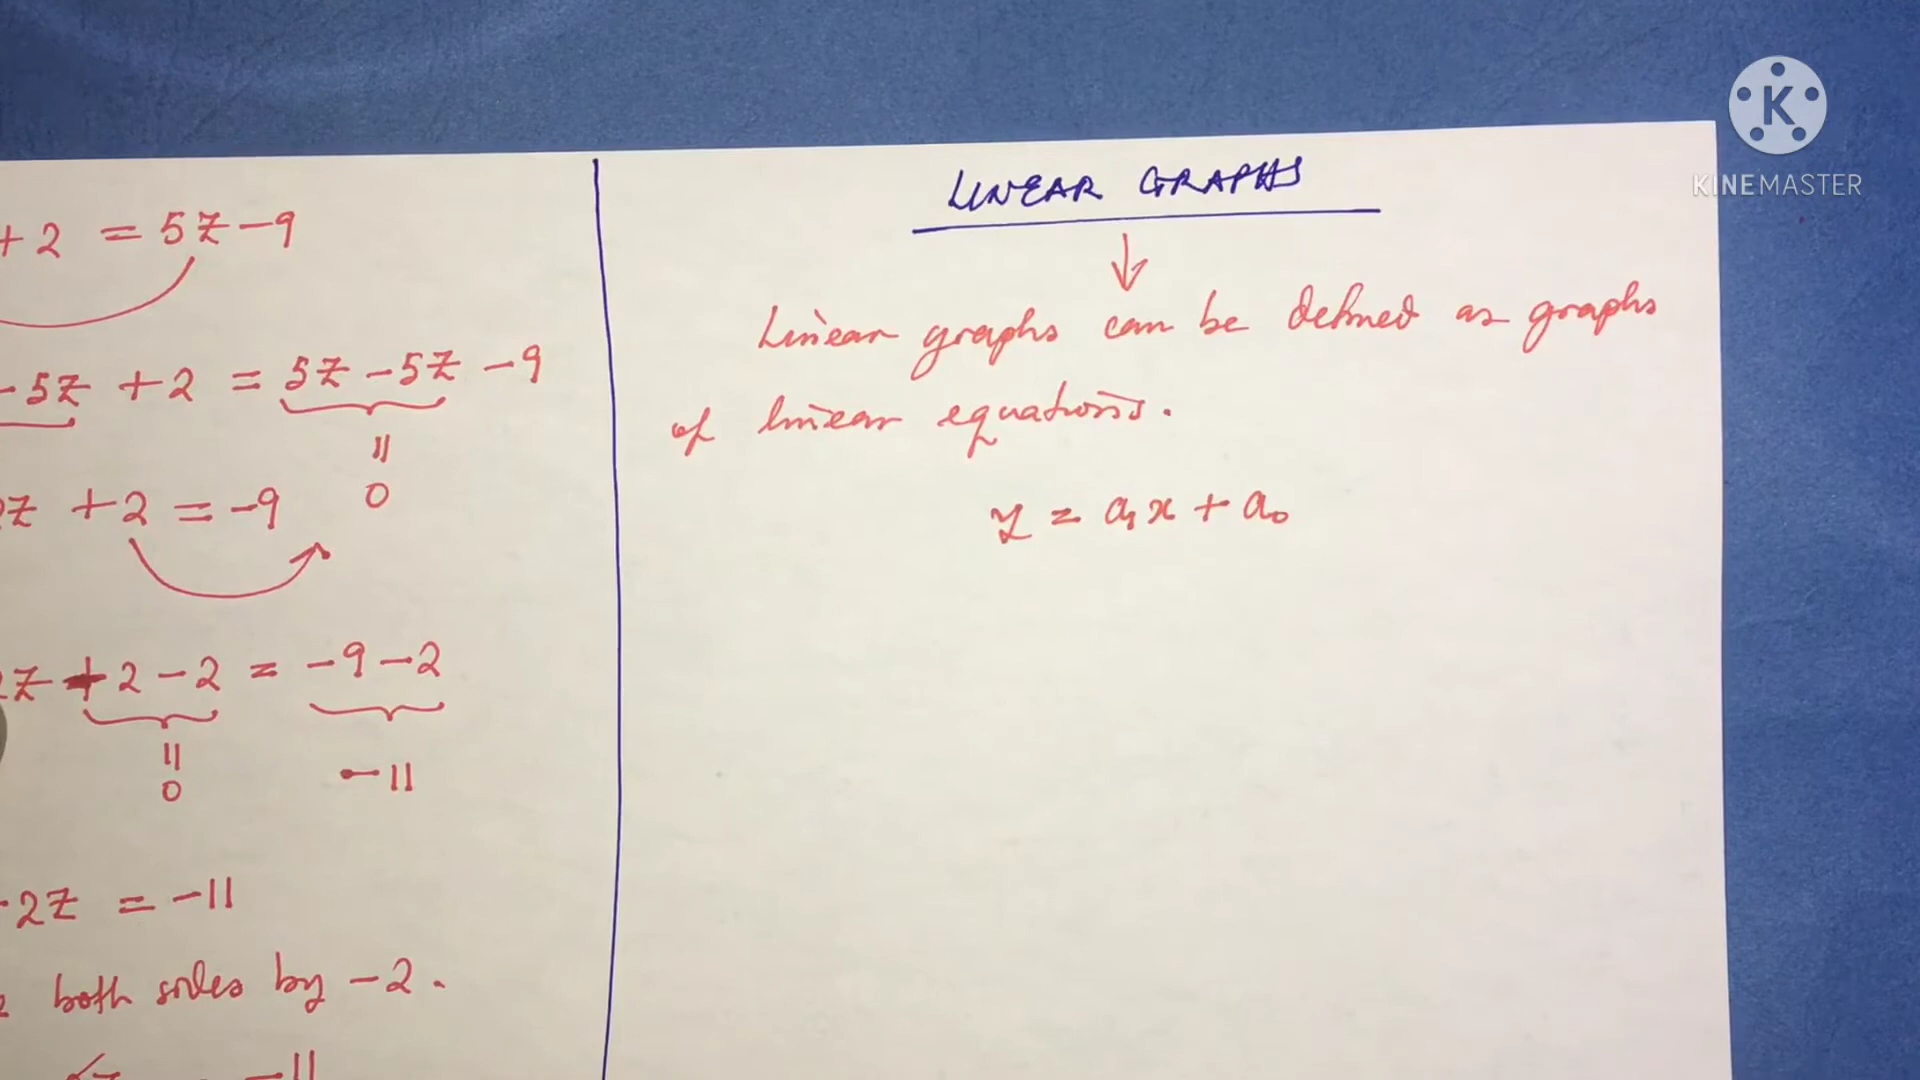 +2 = 5z-9
-5z +2 = 5z-5z -9
||
0
z +2 = -9
z+2-2 = -9-2
||
0
-11
-2z = -11
both sides by -2.
-11
LINEAR GRAPHS
Linear graphs can be defined as graphs
of linear equations.
y = a₁x + a₀
K
KINEMASTER